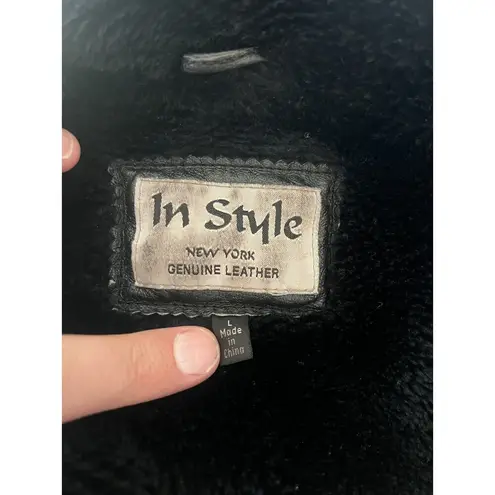 In Style
NEW YORK
GENUINE LEATHER
L
Made
in
China